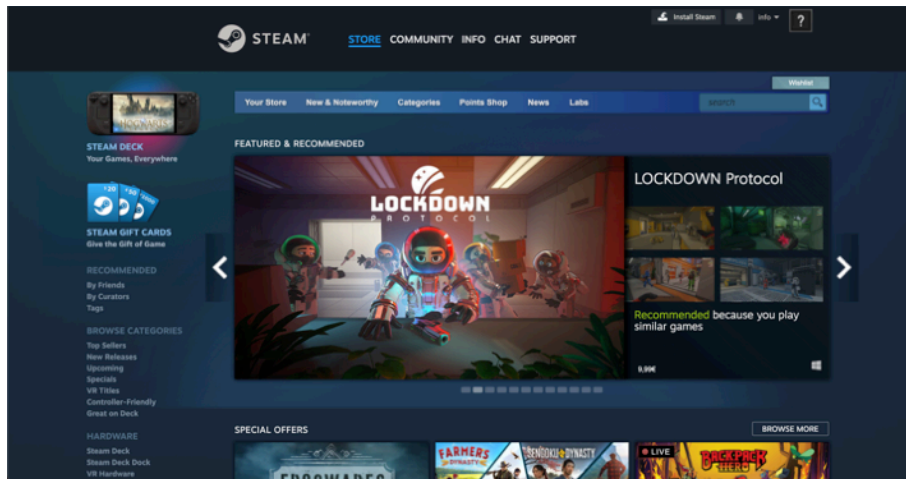 STEAM
STORE COMMUNITY INFO CHAT SUPPORT
Install Steam
info
?
Wishlist
Your Store New & Noteworthy Categories Points Shop News Labs
search
STEAM DECK
Your Games, Everywhere
STEAM GIFT CARDS
Give the Gift of Game
RECOMMENDED
By Friends
By Curators
Tags
BROWSE CATEGORIES
Top Sellers
New Releases
Upcoming
Specials
VR Titles
Controller-Friendly
Great on Deck
HARDWARE
Steam Deck
Steam Deck Dock
VR Hardware
FEATURED & RECOMMENDED
LOCKDOWN
PROTOCOL
LOCKDOWN Protocol
Recommended because you play
similar games
9,99€
SPECIAL OFFERS
BROWSE MORE
FROGWARES
FARMERS
DYNASTY
SENGOKU DYNASTY
LIVE
BACKPACK
HERO